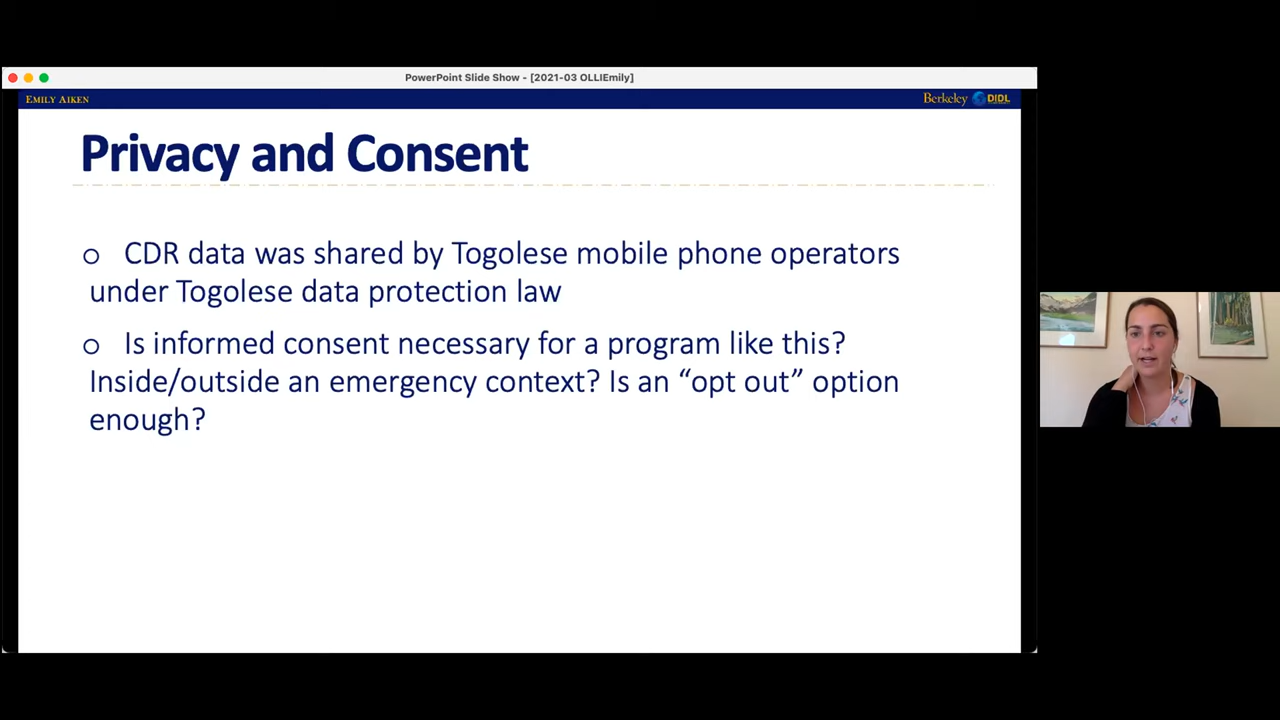 PowerPoint Slide Show - [2021-03 OLLIEmily]
EMILY AIKEN
Berkeley DIDL
Privacy and Consent
o CDR data was shared by Togolese mobile phone operators
under Togolese data protection law
o Is informed consent necessary for a program like this?
Inside/outside an emergency context? Is an “opt out” option
enough?